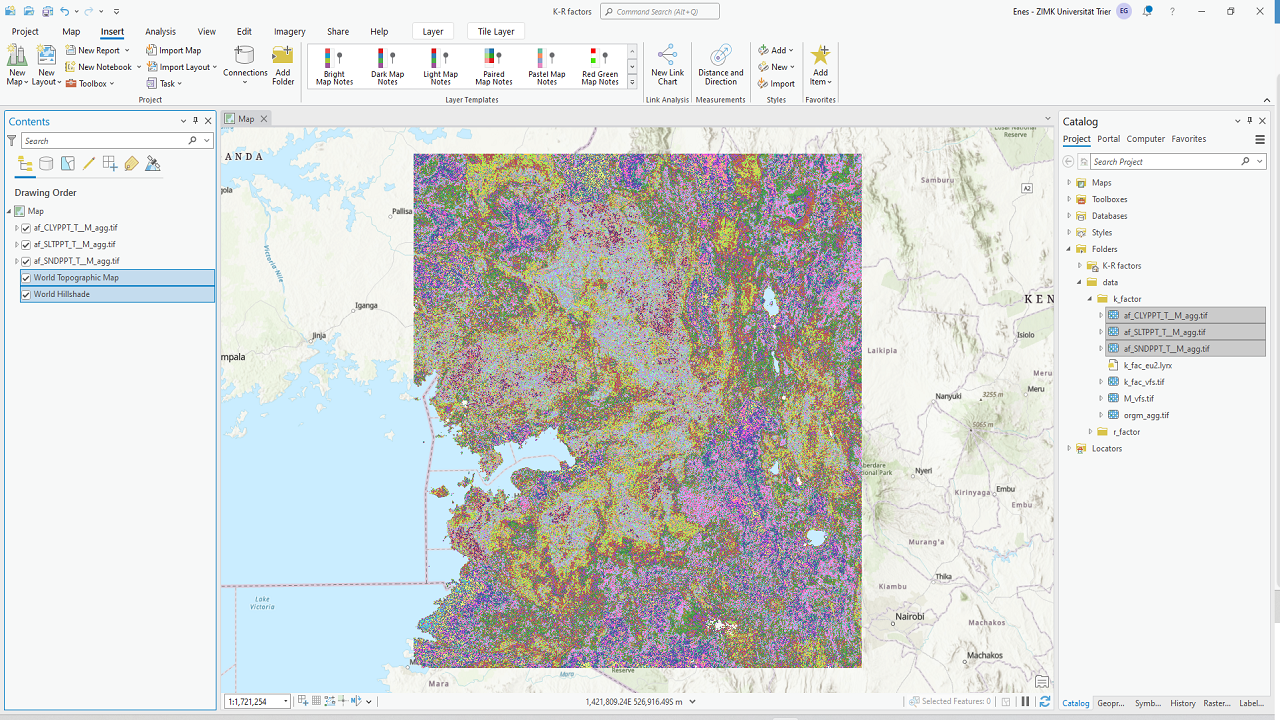 K-R factors
Command Search (Alt+Q)
Enes - ZIMK Universität Trier
EG
Project
Map
Insert
Analysis
View
Edit
Imagery
Share
Help
Layer
Tile Layer
New Map
New Layout
New Report
New Notebook
Toolbox
Import Map
Import Layout
Task
Connections
Add Folder
Project
Bright Map Notes
Dark Map Notes
Light Map Notes
Paired Map Notes
Pastel Map Notes
Red Green Map Notes
Layer Templates
New Link Chart
Link Analysis
Distance and Direction
Measurements
Add
New
Import
Styles
Add Item
Favorites
Contents
Search
Drawing Order
Map
af_CLYPPT_T__M_agg.tif
af_SLTPPT_T__M_agg.tif
af_SNDPPT_T__M_agg.tif
World Topographic Map
World Hillshade
Map
ANDA
Pallisa
Victoria Nile
Iganga
Jinja
mpala
Lake Victoria
Mara
Reserve
Losai National Reserve
Samburu
A2
KEN
Isiolo
Laikipia
Meru
Nanyuki
3255 m
Meru
5065 m
berdare
onal Park
Nyeri
Kirinyaga
Embu
Embu
Murang'a
Thika
Kiambu
Nairobi
Machakos
Machakos
1:1,721,254
1,421,809.24E 526,916.49S m
Selected Features: 0
Catalog
Project
Portal
Computer
Favorites
Search Project
Maps
Toolboxes
Databases
Styles
Folders
K-R factors
data
k_factor
af_CLYPPT_T__M_agg.tif
af_SLTPPT_T__M_agg.tif
af_SNDPPT_T__M_agg.tif
k_fac_eu2.lyrx
k_fac_vfs.tif
M_vfs.tif
orgm_agg.tif
r_factor
Locators
Catalog
Geopr...
Symb...
History
Raster...
Label...